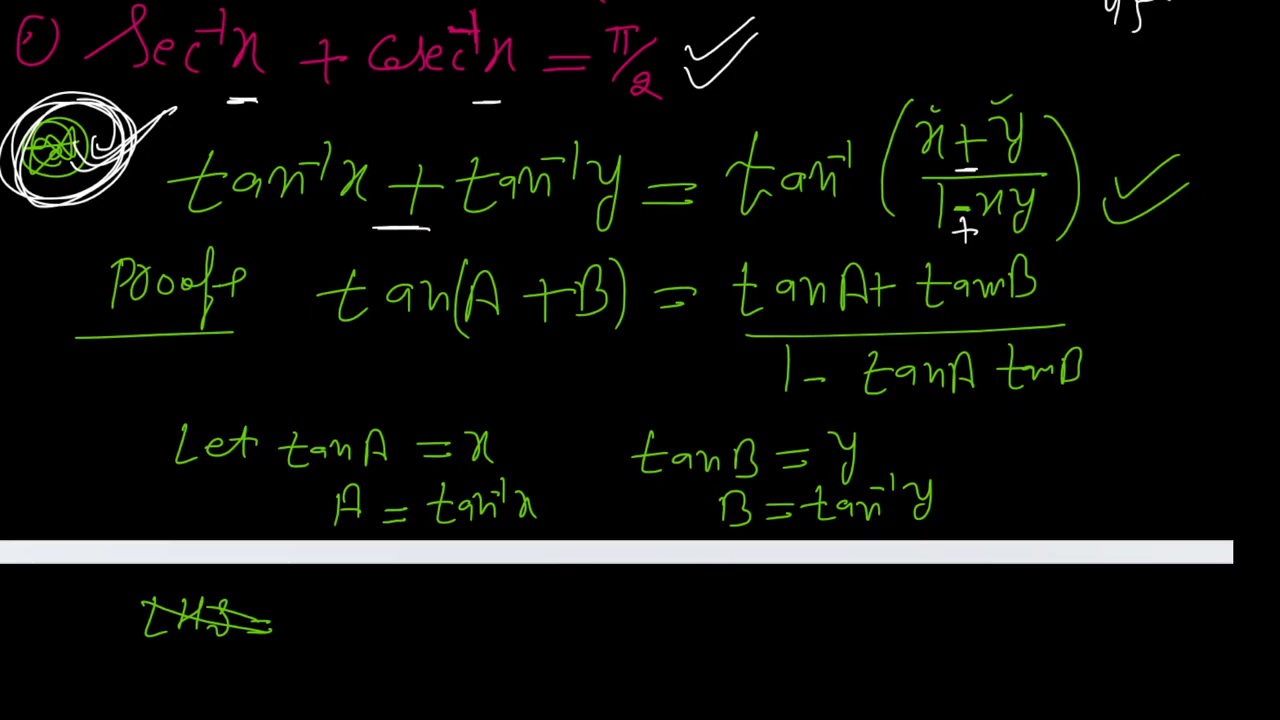 Sec⁻¹x + Cosec⁻¹x = π/2
tan⁻¹x + tan⁻¹y = tan⁻¹ ( (x + y) / (1 - xy) )
+
Proof tan(A + B) = (tanA + tanB) / (1 - tanA tanB)
Let tanA = x tanB = y
A = tan⁻¹x B = tan⁻¹y
LHS =